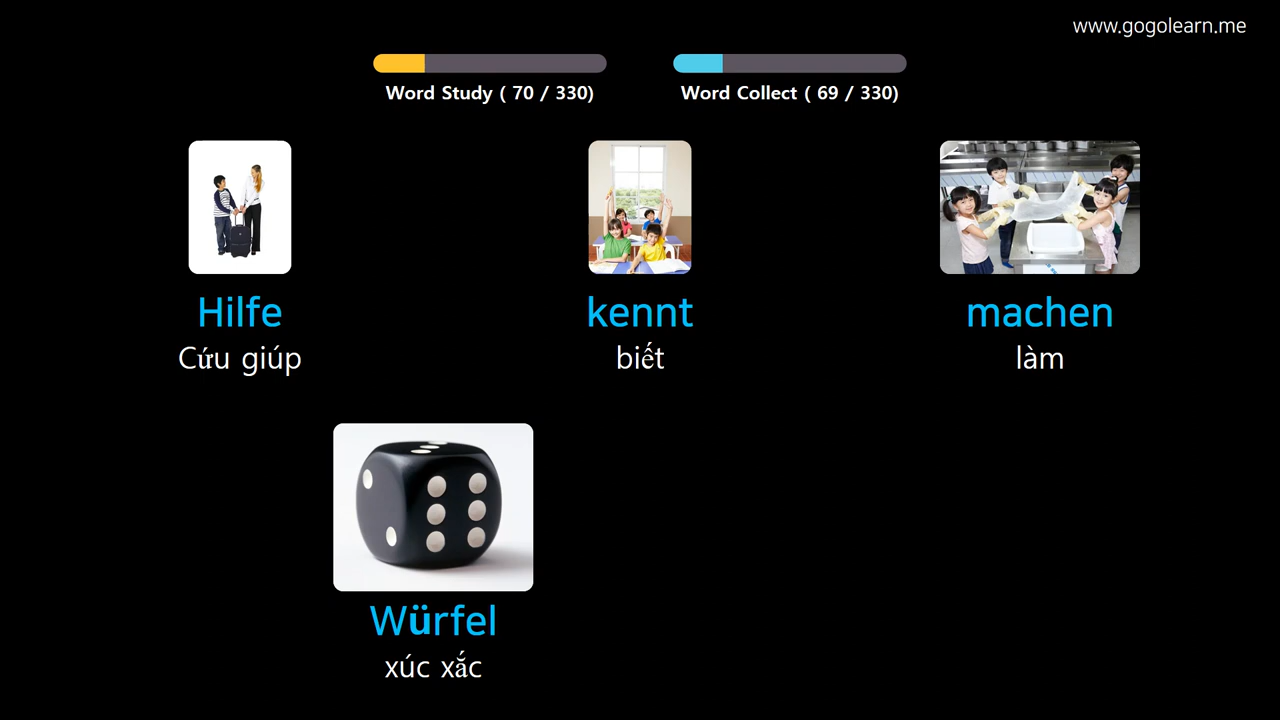 www.gogolearn.me
Word Study ( 70 / 330)
Word Collect ( 69 / 330)
Hilfe
Cứu giúp
kennt
biết
machen
làm
Würfel
xúc xắc